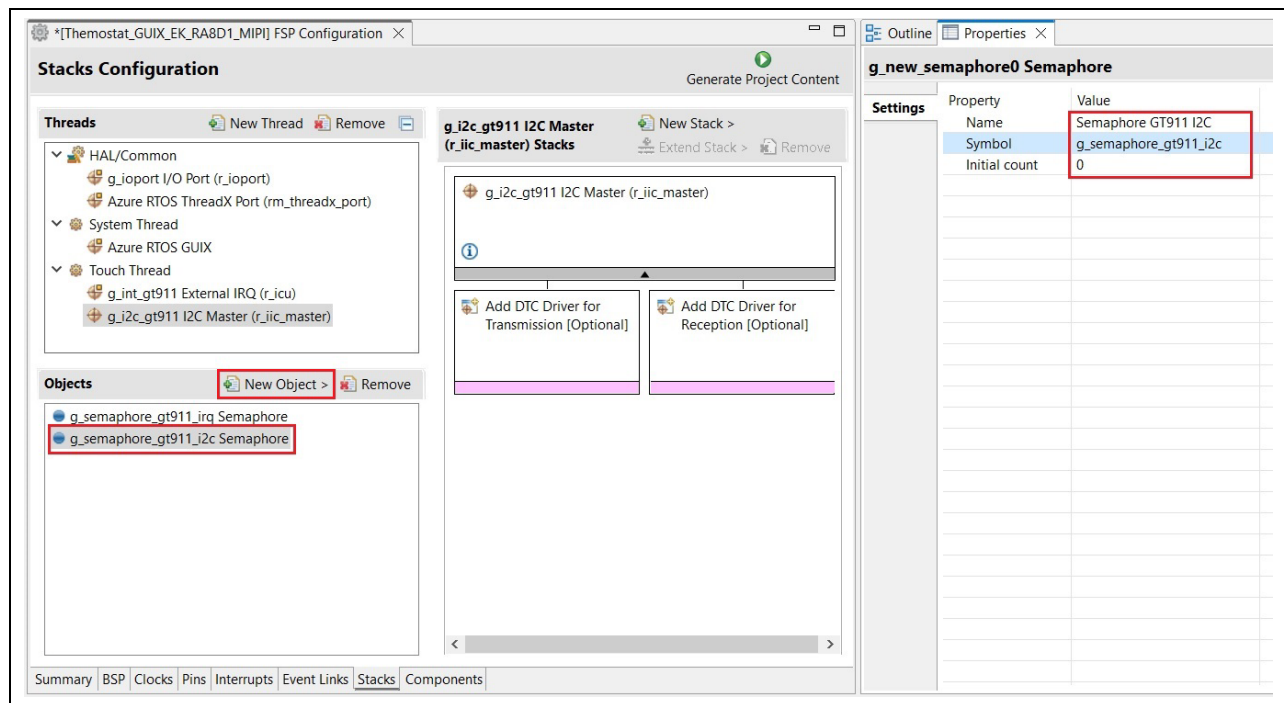 *[Themostat_GUIX_EK_RA8D1_MIPI] FSP Configuration
Stacks Configuration
Generate Project Content
Threads
New Thread
Remove
HAL/Common
g_ioport I/O Port (r_ioport)
Azure RTOS ThreadX Port (rm_threadx_port)
System Thread
Azure RTOS GUIX
Touch Thread
g_int_gt911 External IRQ (r_icu)
g_i2c_gt911 I2C Master (r_iic_master)
Objects
New Object >
Remove
g_semaphore_gt911_irq Semaphore
g_semaphore_gt911_i2c Semaphore
g_i2c_gt911 I2C Master
(r_iic_master) Stacks
New Stack >
Extend Stack >
Remove
g_i2c_gt911 I2C Master (r_iic_master)
Add DTC Driver for
Transmission [Optional]
Add DTC Driver for
Reception [Optional]
Summary BSP Clocks Pins Interrupts Event Links Stacks Components
Outline Properties
g_new_semaphore0 Semaphore
Settings
Property Value
Name Semaphore GT911 I2C
Symbol g_semaphore_gt911_i2c
Initial count 0